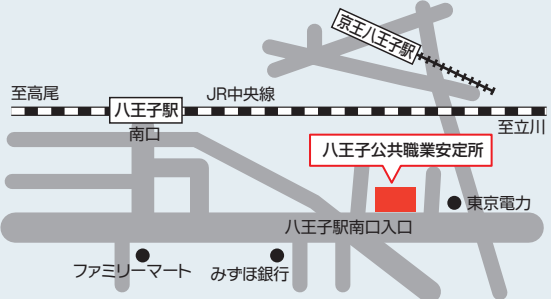 京王八王子駅
至高尾
JR中央線
八王子駅
至立川
南口
八王子公共職業安定所
東京電力
八王子駅南口入口
ファミリーマート
みずほ銀行